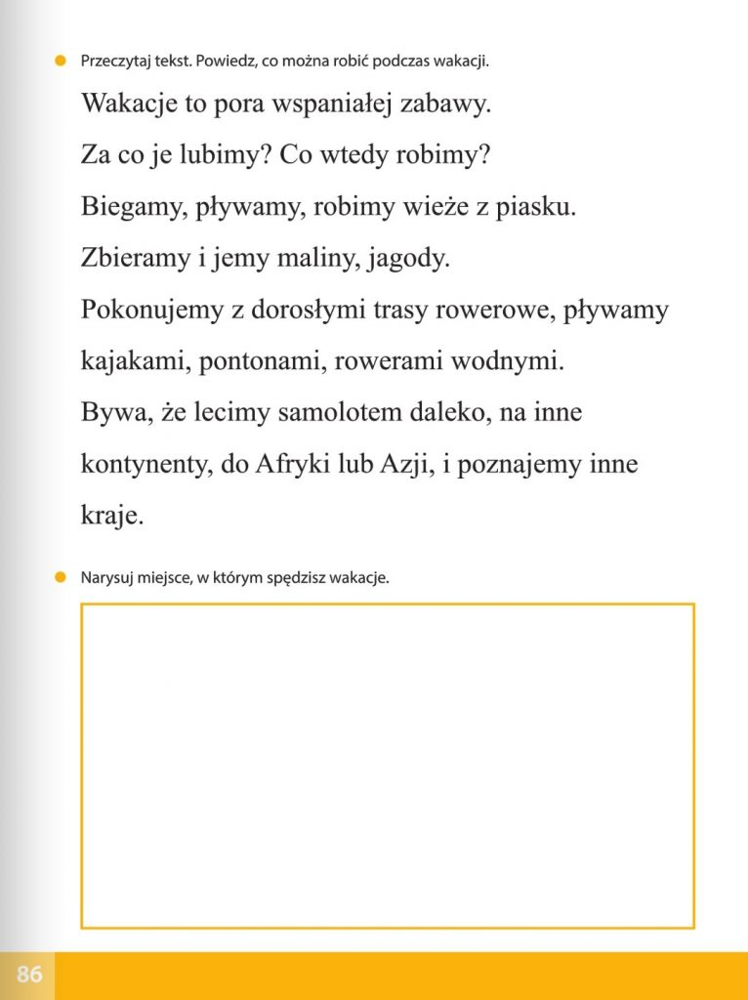 Przeczytaj tekst. Powiedz, co można robić podczas wakacji.
Wakacje to pora wspaniałej zabawy.
Za co je lubimy? Co wtedy robimy?
Biegamy, pływamy, robimy wieże z piasku.
Zbieramy i jemy maliny, jagody.
Pokonujemy z dorosłymi trasy rowerowe, pływamy
kajakami, pontonami, rowerami wodnymi.
Bywa, że lecimy samolotem daleko, na inne
kontynenty, do Afryki lub Azji, i poznajemy inne
kraje.
Narysuj miejsce, w którym spędzisz wakacje.
86